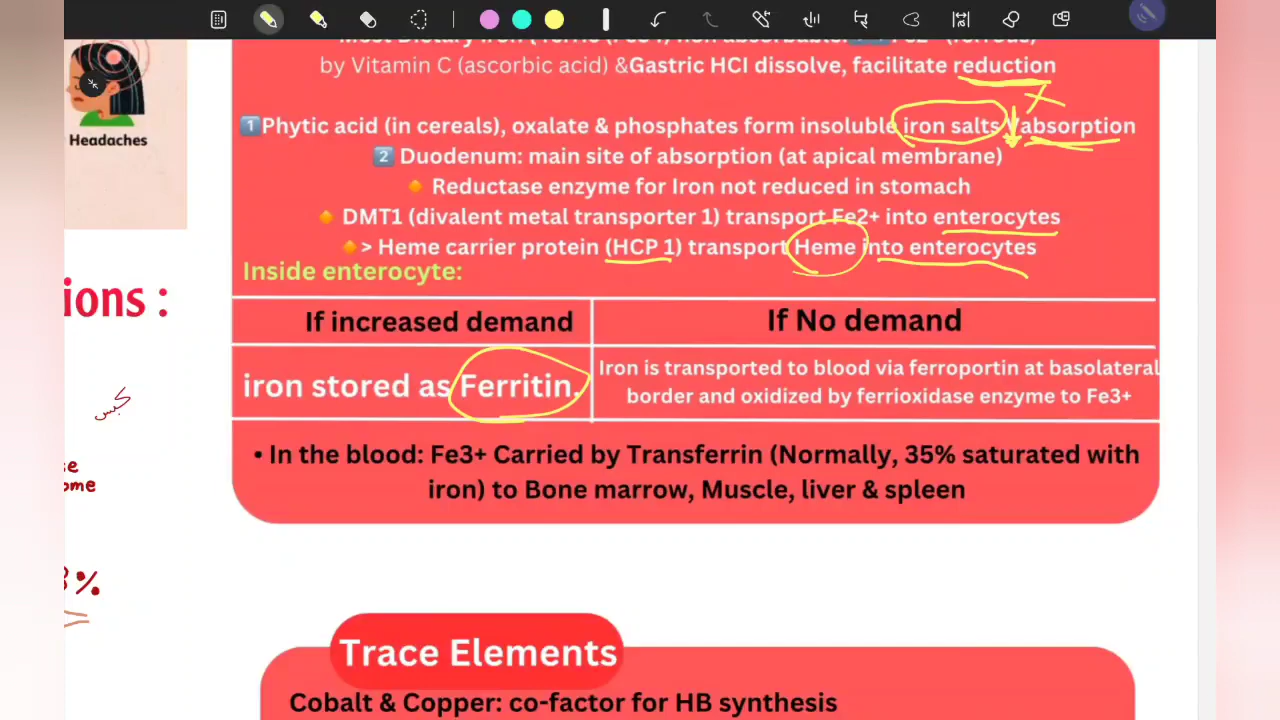 by Vitamin C (ascorbic acid) &Gastric HCl dissolve, facilitate reduction
1 Phytic acid (in cereals), oxalate & phosphates form insoluble iron salts absorption
2 Duodenum: main site of absorption (at apical membrane)
Reductase enzyme for Iron not reduced in stomach
DMT1 (divalent metal transporter 1) transport Fe2+ into enterocytes
> Heme carrier protein (HCP 1) transport Heme into enterocytes
Inside enterocyte:
If increased demand
If No demand
iron stored as Ferritin.
Iron is transported to blood via ferroportin at basolateral
border and oxidized by ferrioxidase enzyme to Fe3+
• In the blood: Fe3+ Carried by Transferrin (Normally, 35% saturated with
iron) to Bone marrow, Muscle, liver & spleen
Trace Elements
Cobalt & Copper: co-factor for HB synthesis
Headaches
ions :
كبس
se
ome
%